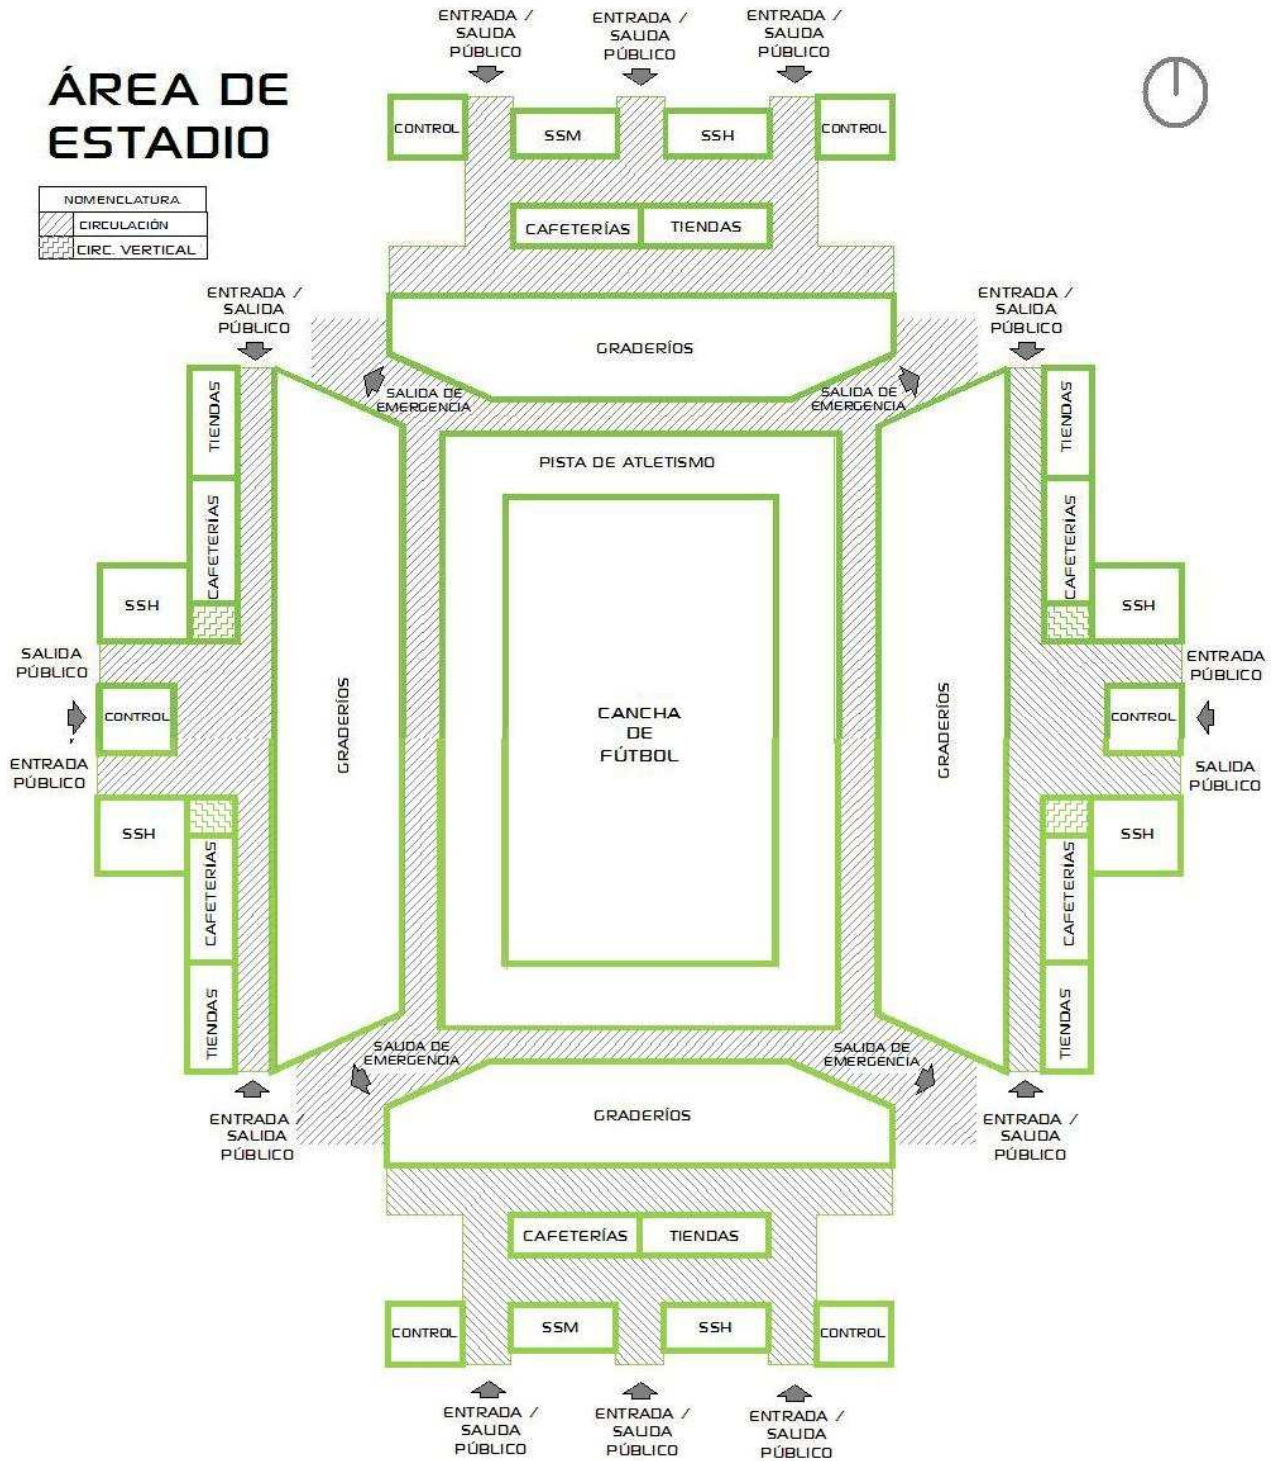 ENTRADA /
SALIDA
PÚBLICO
ENTRADA /
SALIDA
PÚBLICO
ENTRADA /
SALIDA
PÚBLICO
ÁREA DE
ESTADIO
NOMENCLATURA
CIRCULACIÓN
CIRC. VERTICAL
CONTROL
SSM
SSH
CONTROL
CAFETERÍAS
TIENDAS
ENTRADA /
SALIDA
PÚBLICO
ENTRADA /
SALIDA
PÚBLICO
GRADERÍOS
SALIDA DE
EMERGENCIA
SALIDA DE
EMERGENCIA
TIENDAS
TIENDAS
PISTA DE ATLETISMO
CAFETERÍAS
CAFETERÍAS
SSH
SSH
SALIDA
PÚBLICO
ENTRADA
PÚBLICO
CONTROL
GRADERÍOS
CANCHA
DE
FÚTBOL
GRADERÍOS
CONTROL
ENTRADA
PÚBLICO
SALIDA
PÚBLICO
SSH
SSH
CAFETERÍAS
CAFETERÍAS
TIENDAS
TIENDAS
SALIDA DE
EMERGENCIA
SALIDA DE
EMERGENCIA
ENTRADA /
SALIDA
PÚBLICO
GRADERÍOS
ENTRADA /
SALIDA
PÚBLICO
CAFETERÍAS
TIENDAS
CONTROL
SSM
SSH
CONTROL
ENTRADA /
SALIDA
PÚBLICO
ENTRADA /
SALIDA
PÚBLICO
ENTRADA /
SALIDA
PÚBLICO